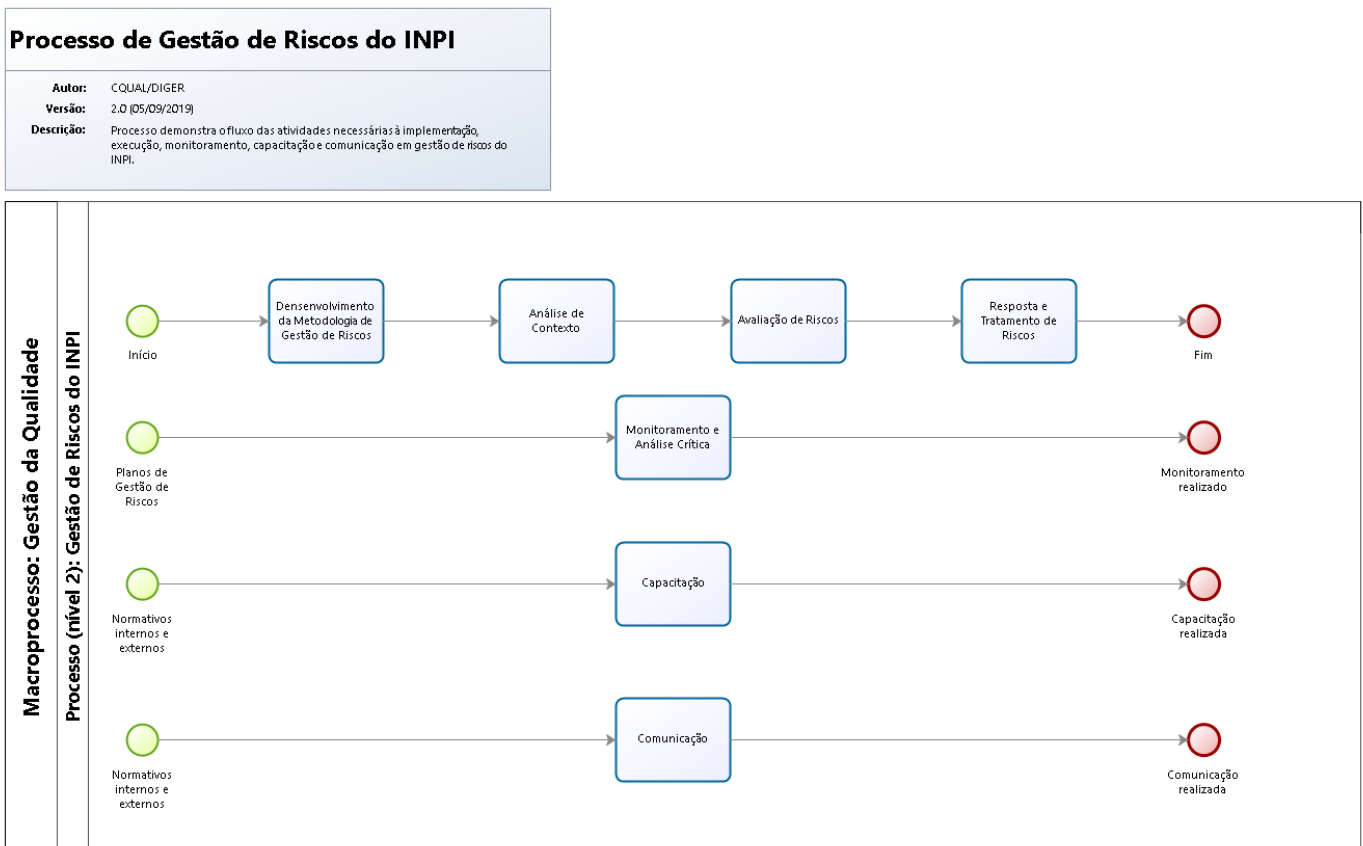 Processo de Gestão de Riscos do INPI
Autor: CQUAL/DIGER
Versão: 2.0 (05/09/2019)
Descrição: Processo demonstra o fluxo das atividades necessárias à implementação,
execução, monitoramento, capacitação e comunicação em gestão de riscos do
INPI.
Macroprocesso: Gestão da Qualidade
Processo (nível 2): Gestão de Riscos do INPI
Início
Densenvolvimento
da Metodologia de
Gestão de Riscos
Análise de
Contexto
Avaliação de Riscos
Resposta e
Tratamento de
Riscos
Fim
Planos de
Gestão de
Riscos
Monitoramento e
Análise Crítica
Monitoramento
realizado
Normativos
internos e
externos
Capacitação
Capacitação
realizada
Normativos
internos e
externos
Comunicação
Comunicação
realizada